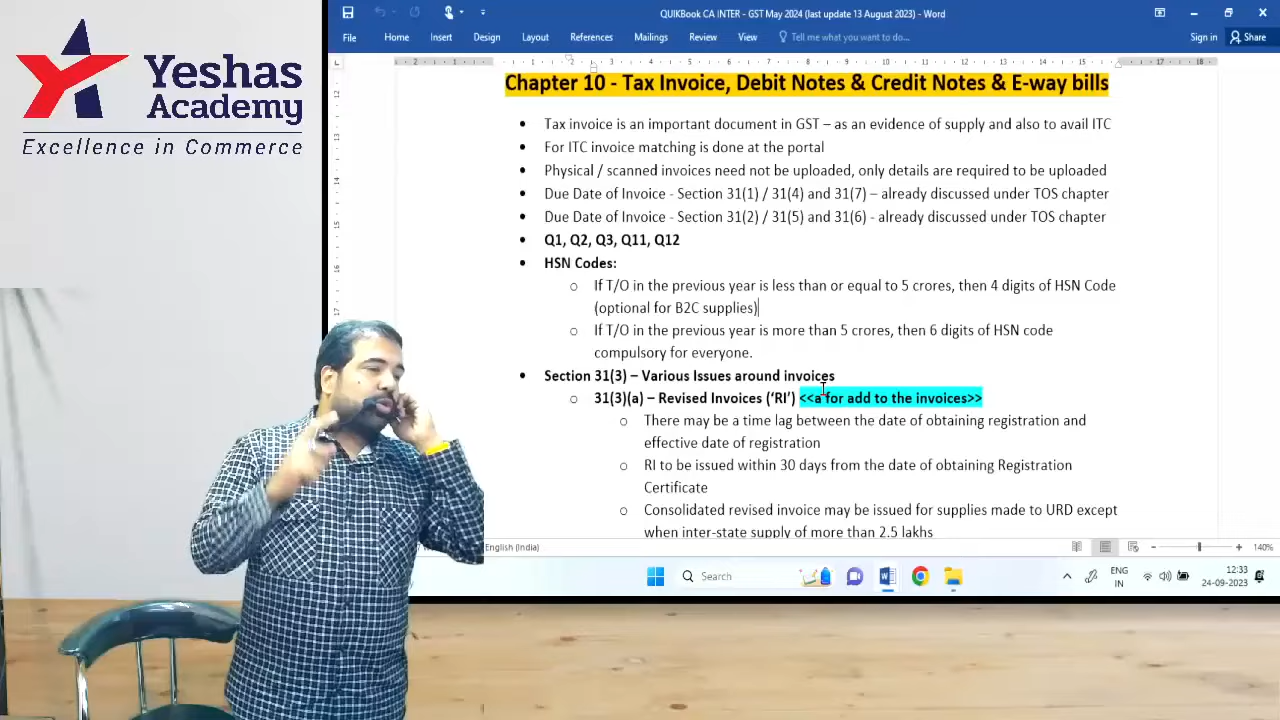 Yeshas
Academy
Excellence in Commerce
QUIKBook CA INTER - GST May 2024 (last update 13 August 2023) - Word
File Home Insert Design Layout References Mailings Review View Tell me what you want to do... Sign in Share
Chapter 10 - Tax Invoice, Debit Notes & Credit Notes & E-way bills
• Tax invoice is an important document in GST – as an evidence of supply and also to avail ITC
• For ITC invoice matching is done at the portal
• Physical / scanned invoices need not be uploaded, only details are required to be uploaded
• Due Date of Invoice - Section 31(1) / 31(4) and 31(7) – already discussed under TOS chapter
• Due Date of Invoice - Section 31(2) / 31(5) and 31(6) - already discussed under TOS chapter
• Q1, Q2, Q3, Q11, Q12
• HSN Codes:
○ If T/O in the previous year is less than or equal to 5 crores, then 4 digits of HSN Code
(optional for B2C supplies)
○ If T/O in the previous year is more than 5 crores, then 6 digits of HSN code
compulsory for everyone.
• Section 31(3) – Various Issues around invoices
○ 31(3)(a) – Revised Invoices (‘RI’) <<a for add to the invoices>>
○ There may be a time lag between the date of obtaining registration and
effective date of registration
○ RI to be issued within 30 days from the date of obtaining Registration
Certificate
○ Consolidated revised invoice may be issued for supplies made to URD except
when inter-state supply of more than 2.5 lakhs
English (India)
140%
Search
ENG
IN
12:33
24-09-2023